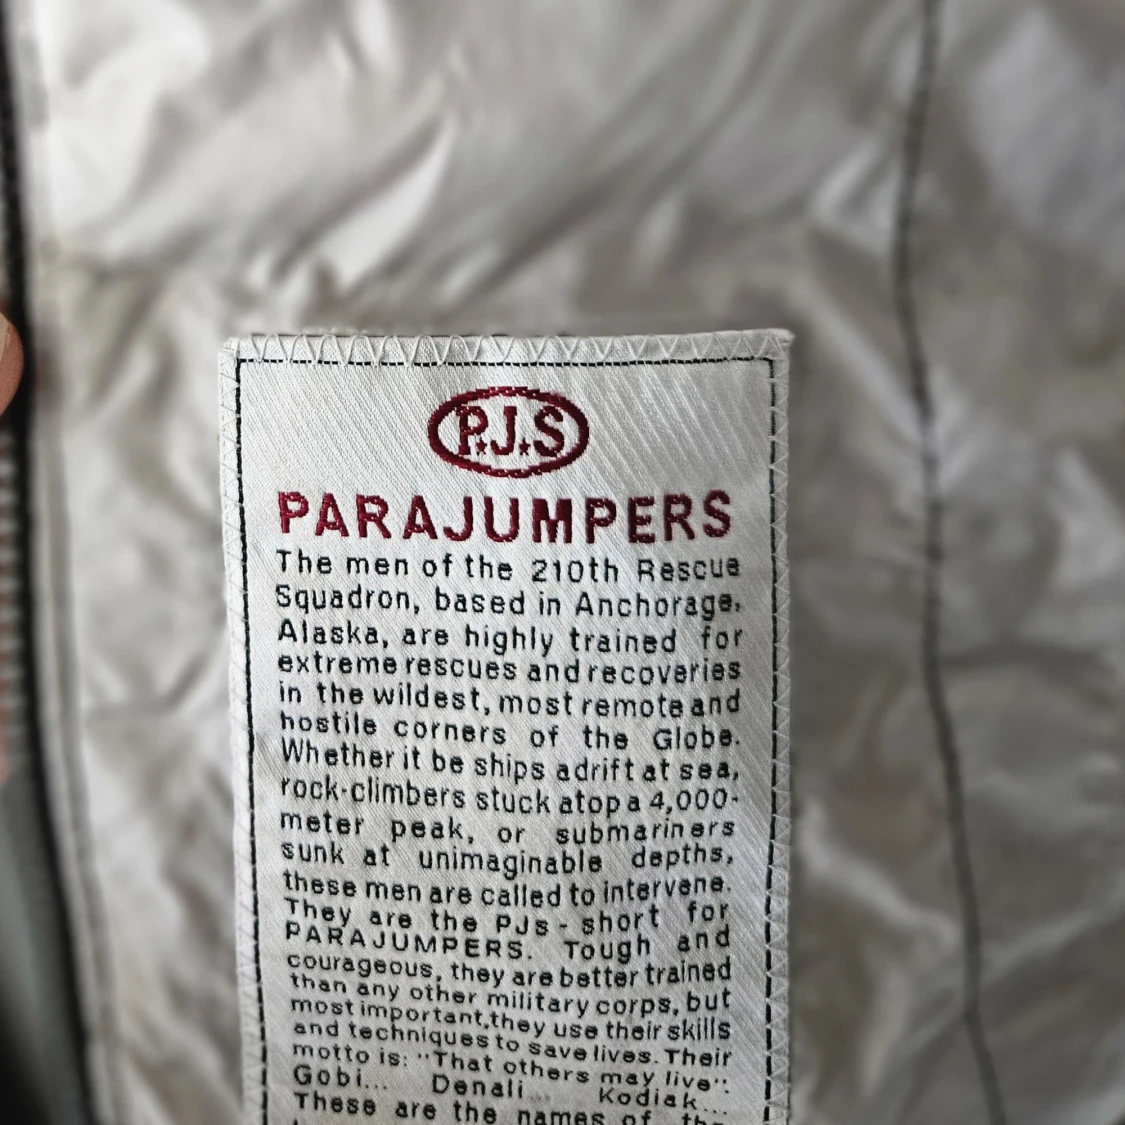 P.J.S
PARAJUMPERS
The men of the 210th Rescue
Squadron, based in Anchorage,
Alaska, are highly trained for
extreme rescues and recoveries
in the wildest, most remote and
hostile corners of the Globe.
Whether it be ships adrift at sea,
rock-climbers stuck atop a 4,000-
meter peak, or submariners
sunk at unimaginable depths,
these men are called to intervene.
They are the PJs - short for
PARAJUMPERS. Tough and
courageous, they are better trained
than any other military corps, but
most important,they use their skills
and techniques to save lives. Their
motto is: "That others may live":
Gobi... Denali... Kodiak...
These are the names of the